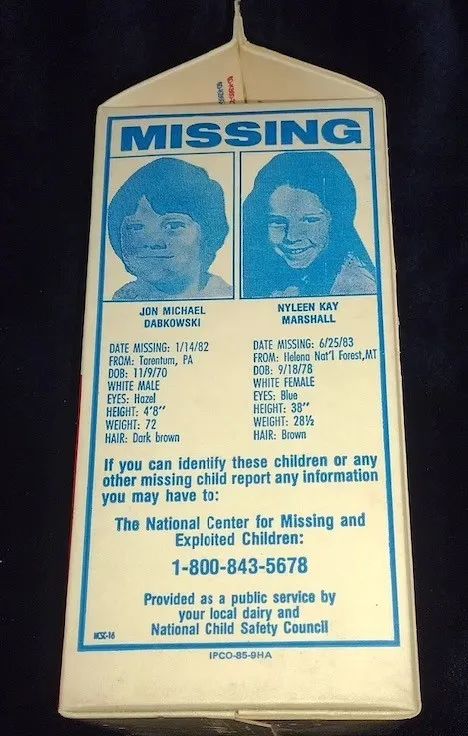 MISSING
JON MICHAEL
DABKOWSKI
DATE MISSING: 1/14/82
FROM: Tarentum, PA
DOB: 11/9/70
WHITE MALE
EYES: Hazel
HEIGHT: 4'8"
WEIGHT: 72
HAIR: Dark brown
NYLEEN KAY
MARSHALL
DATE MISSING: 6/25/83
FROM: Helena Nat'l Forest,MT
DOB: 9/18/78
WHITE FEMALE
EYES: Blue
HEIGHT: 38"
WEIGHT: 28½
HAIR: Brown
If you can identify these children or any
other missing child report any information
you may have to:
The National Center for Missing and
Exploited Children:
1-800-843-5678
Provided as a public service by
your local dairy and
National Child Safety Council
NCSC-16
IPCO-85-9HA